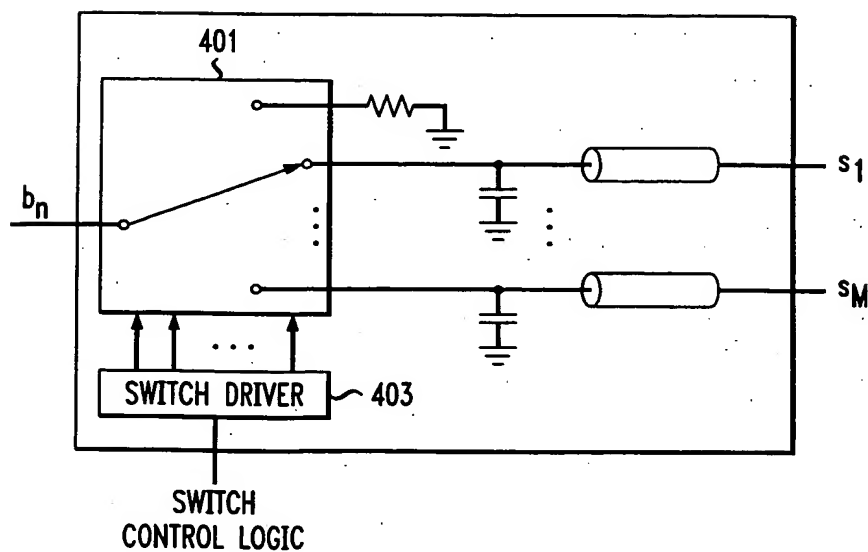 401
b_n
s_1
s_M
SWITCH DRIVER
403
SWITCH
CONTROL LOGIC